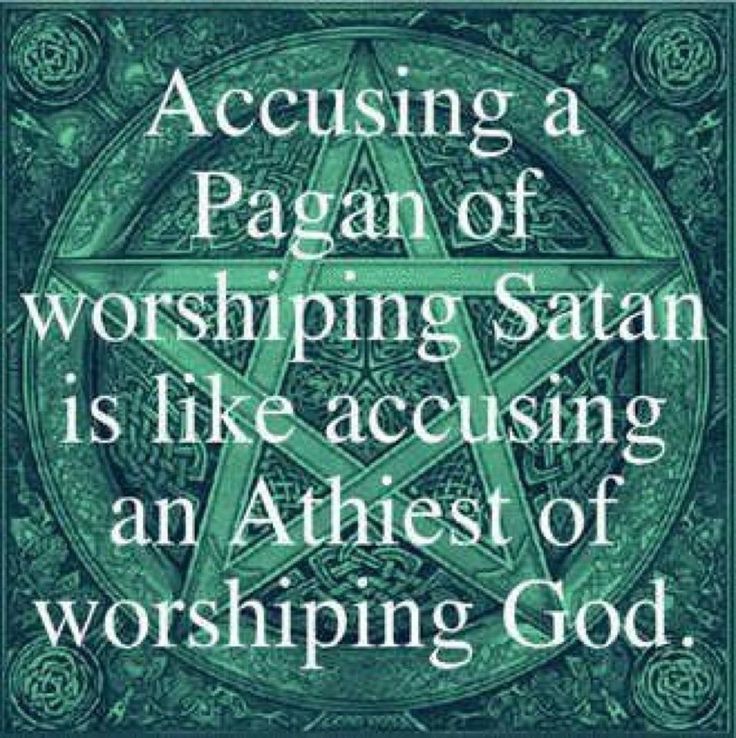 Accusing a
Pagan of
worshiping Satan
is like accusing
an Athiest of
worshiping God.